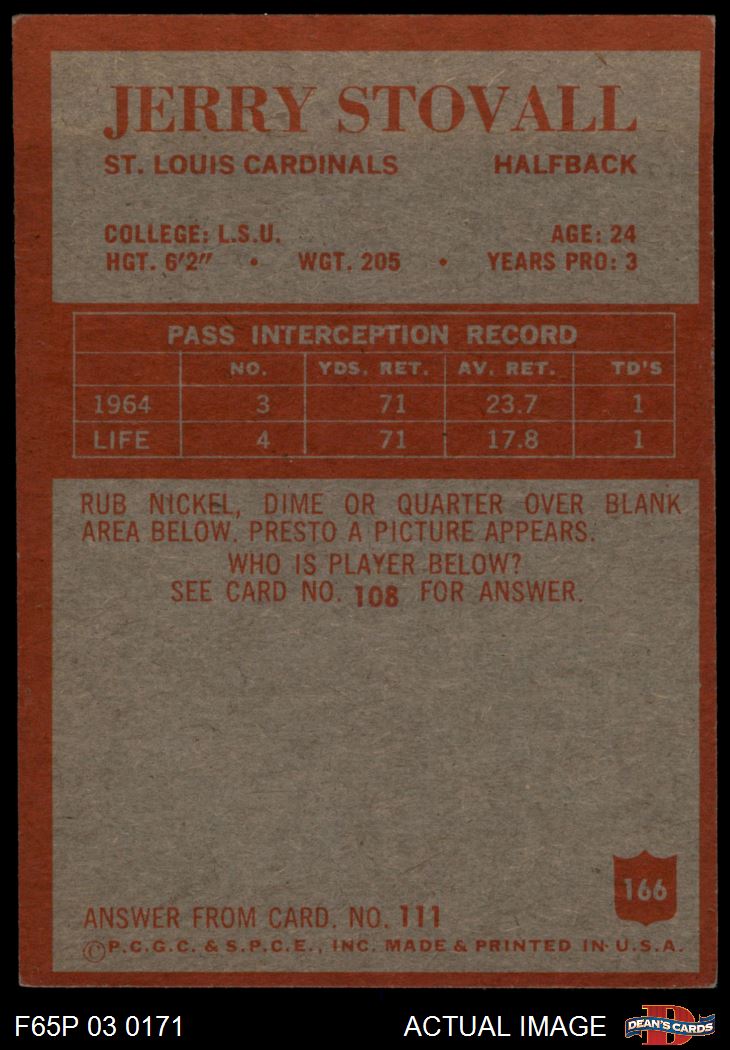 JERRY STOVALL
ST. LOUIS CARDINALS HALFBACK
COLLEGE: L.S.U. AGE: 24
HGT. 6'2" • WGT. 205 • YEARS PRO: 3
PASS INTERCEPTION RECORD
NO. YDS. RET. AV. RET. TD'S
1964 3 71 23.7 1
LIFE 4 71 17.8 1
RUB NICKEL, DIME OR QUARTER OVER BLANK
AREA BELOW. PRESTO A PICTURE APPEARS.
WHO IS PLAYER BELOW?
SEE CARD NO. 108 FOR ANSWER.
166
ANSWER FROM CARD. NO. 111
©P.C.G.C. & S.P.C.E., INC. MADE & PRINTED IN U.S.A.
F65P 03 0171 ACTUAL IMAGE D DEAN'S CARDS